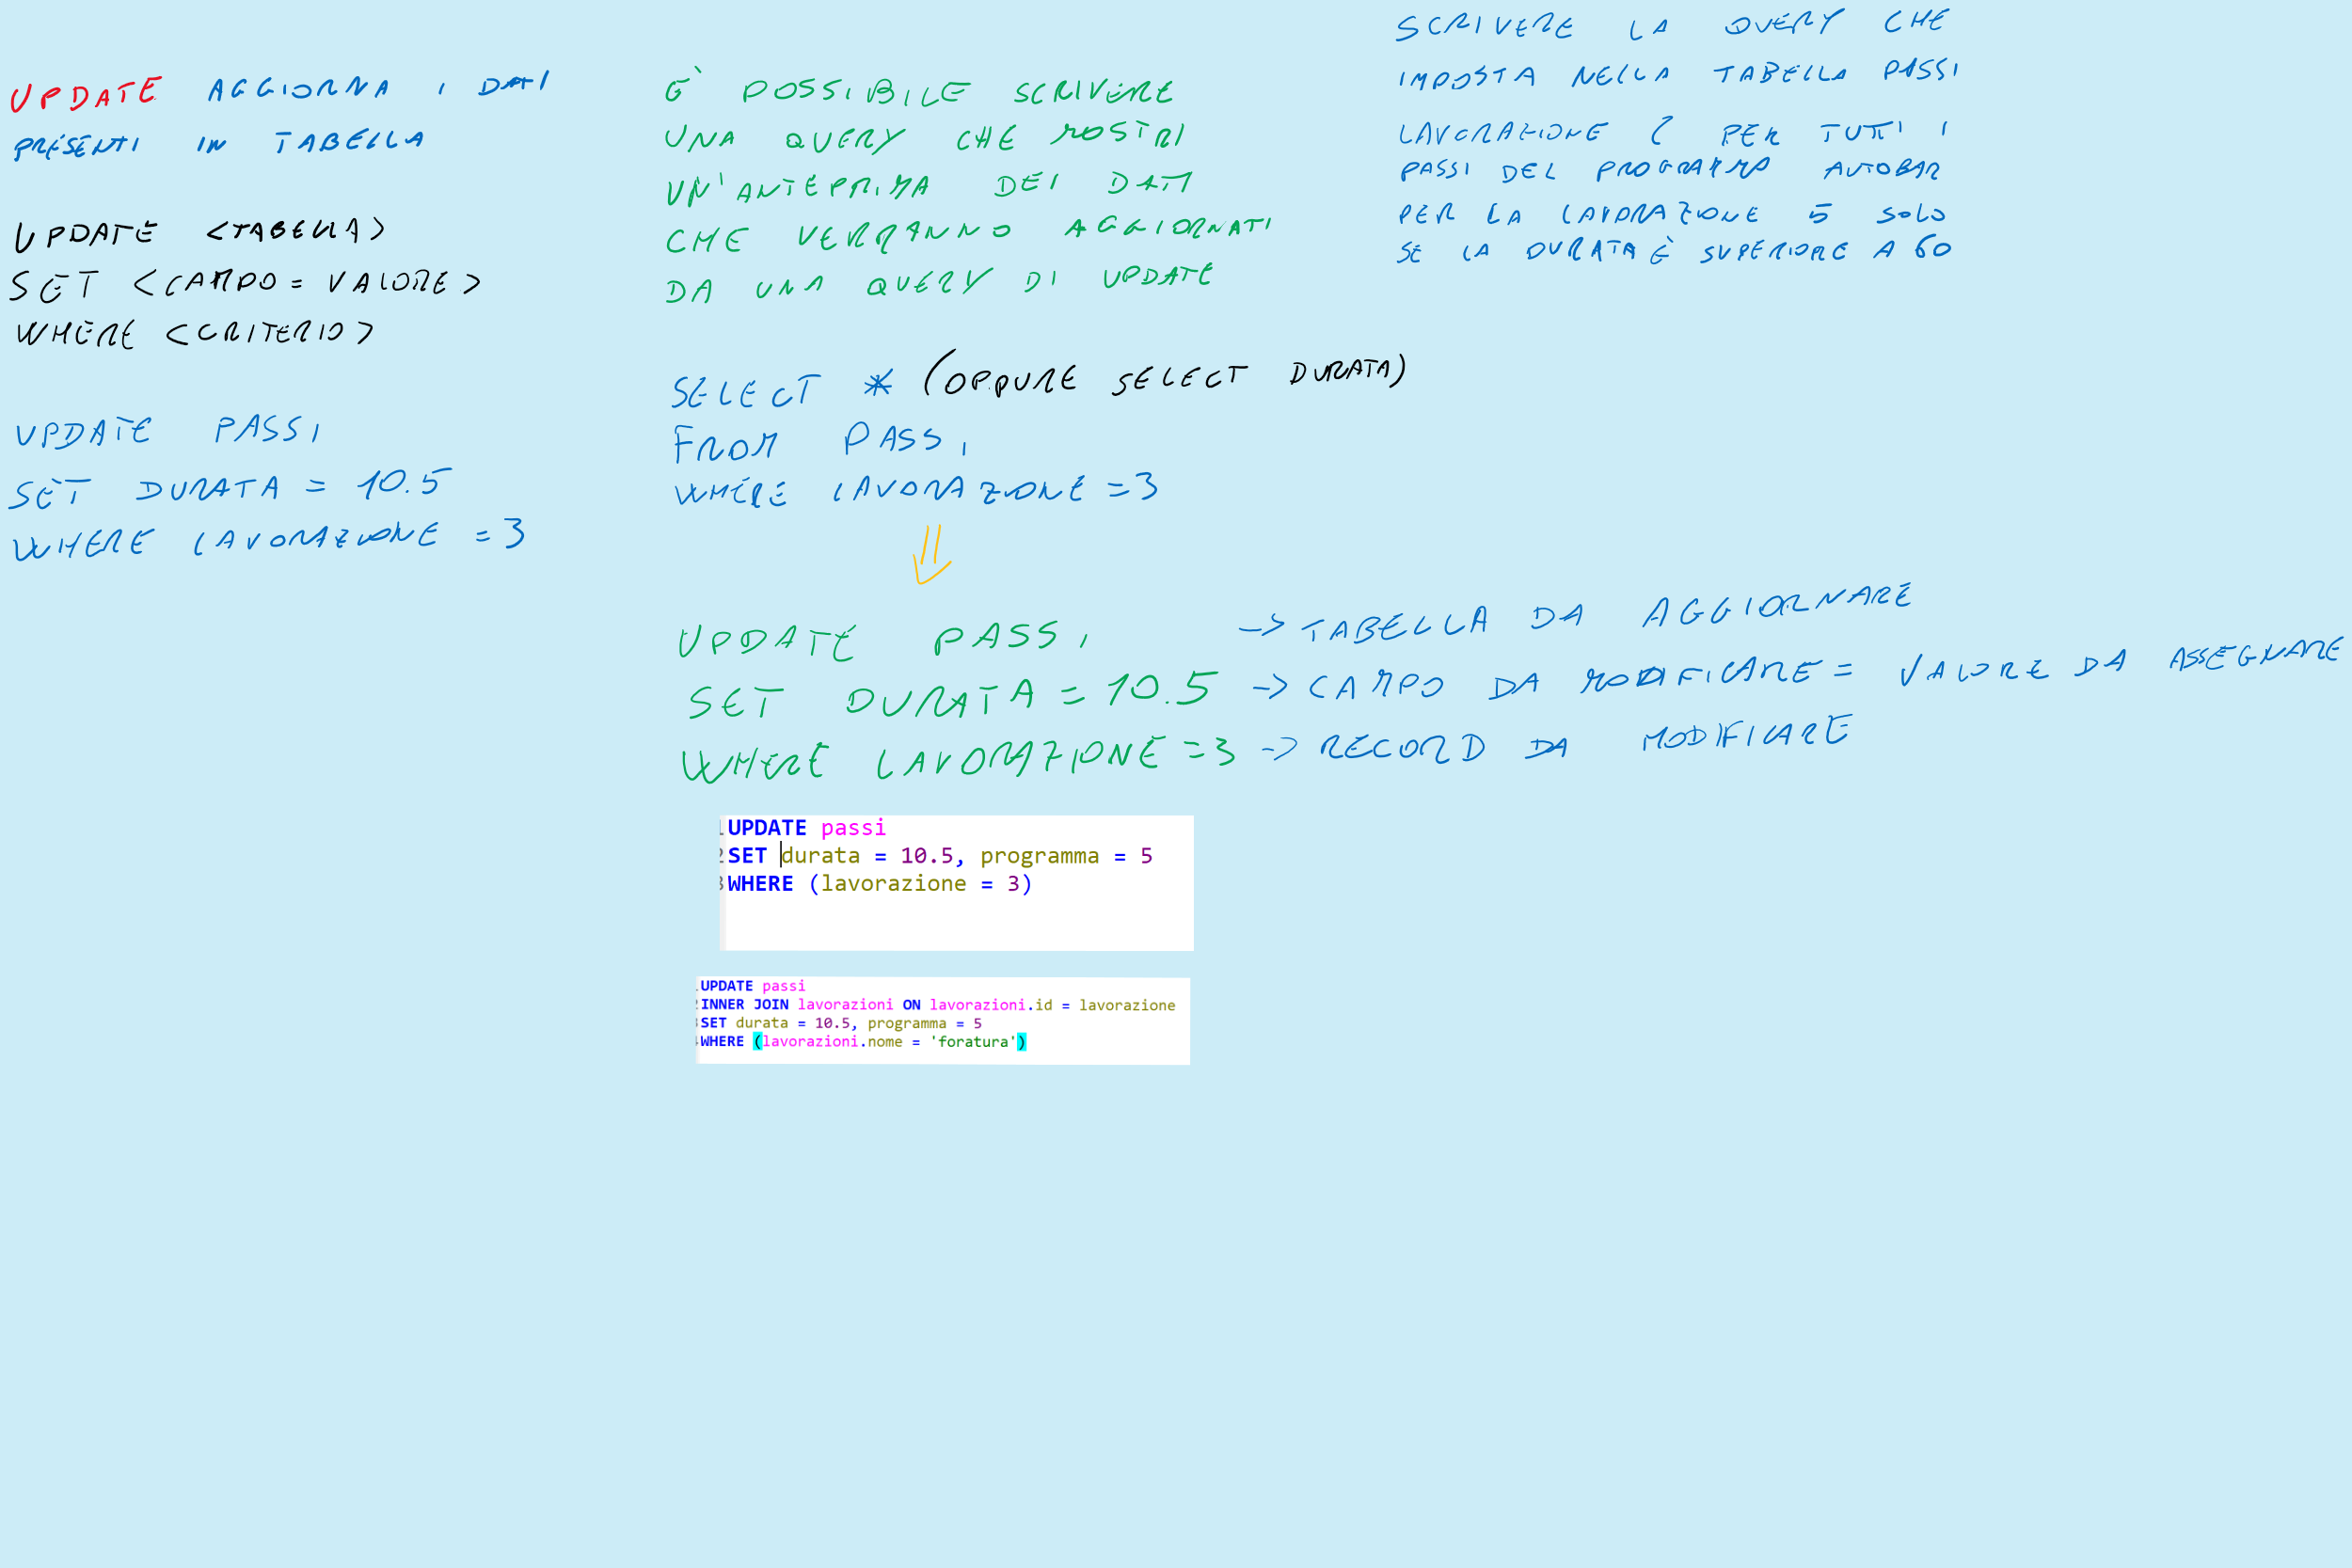 UPDATE AGGIORNA I DATI
PRESENTI IN TABELLA
UPDATE <TABELLA>
SET <CAMPO = VALORE>
WHERE <CRITERIO>
UPDATE PASSI
SET DURATA = 10.5
WHERE LAVORAZIONE = 3
E' POSSIBILE SCRIVERE
UNA QUERY CHE MOSTRI
UN'ANTEPRIMA DEI DATI
CHE VERRANNO AGGIORNATI
DA UNA QUERY DI UPDATE
SELECT * (OPPURE SELECT DURATA)
FROM PASSI
WHERE LAVORAZIONE = 3
UPDATE PASSI -> TABELLA DA AGGIORNARE
SET DURATA = 10.5 -> CAMPO DA MODIFICARE = VALORE DA ASSEGNARE
WHERE LAVORAZIONE = 3 -> RECORD DA MODIFICARE
1 UPDATE passi
2 SET durata = 10.5, programma = 5
3 WHERE (lavorazione = 3)
UPDATE passi
INNER JOIN lavorazioni ON lavorazioni.id = lavorazione
SET durata = 10.5, programma = 5
WHERE (lavorazioni.nome = 'foratura')
SCRIVERE LA QUERY CHE
IMPOSTA NELLA TABELLA PASSI
LAVORAZIONE PER TUTTI I
PASSI DEL PROGRAMMA AUTOBAR
PER LA LAVORAZIONE 5 SOLO
SE LA DURATA È SUPERIORE A 60